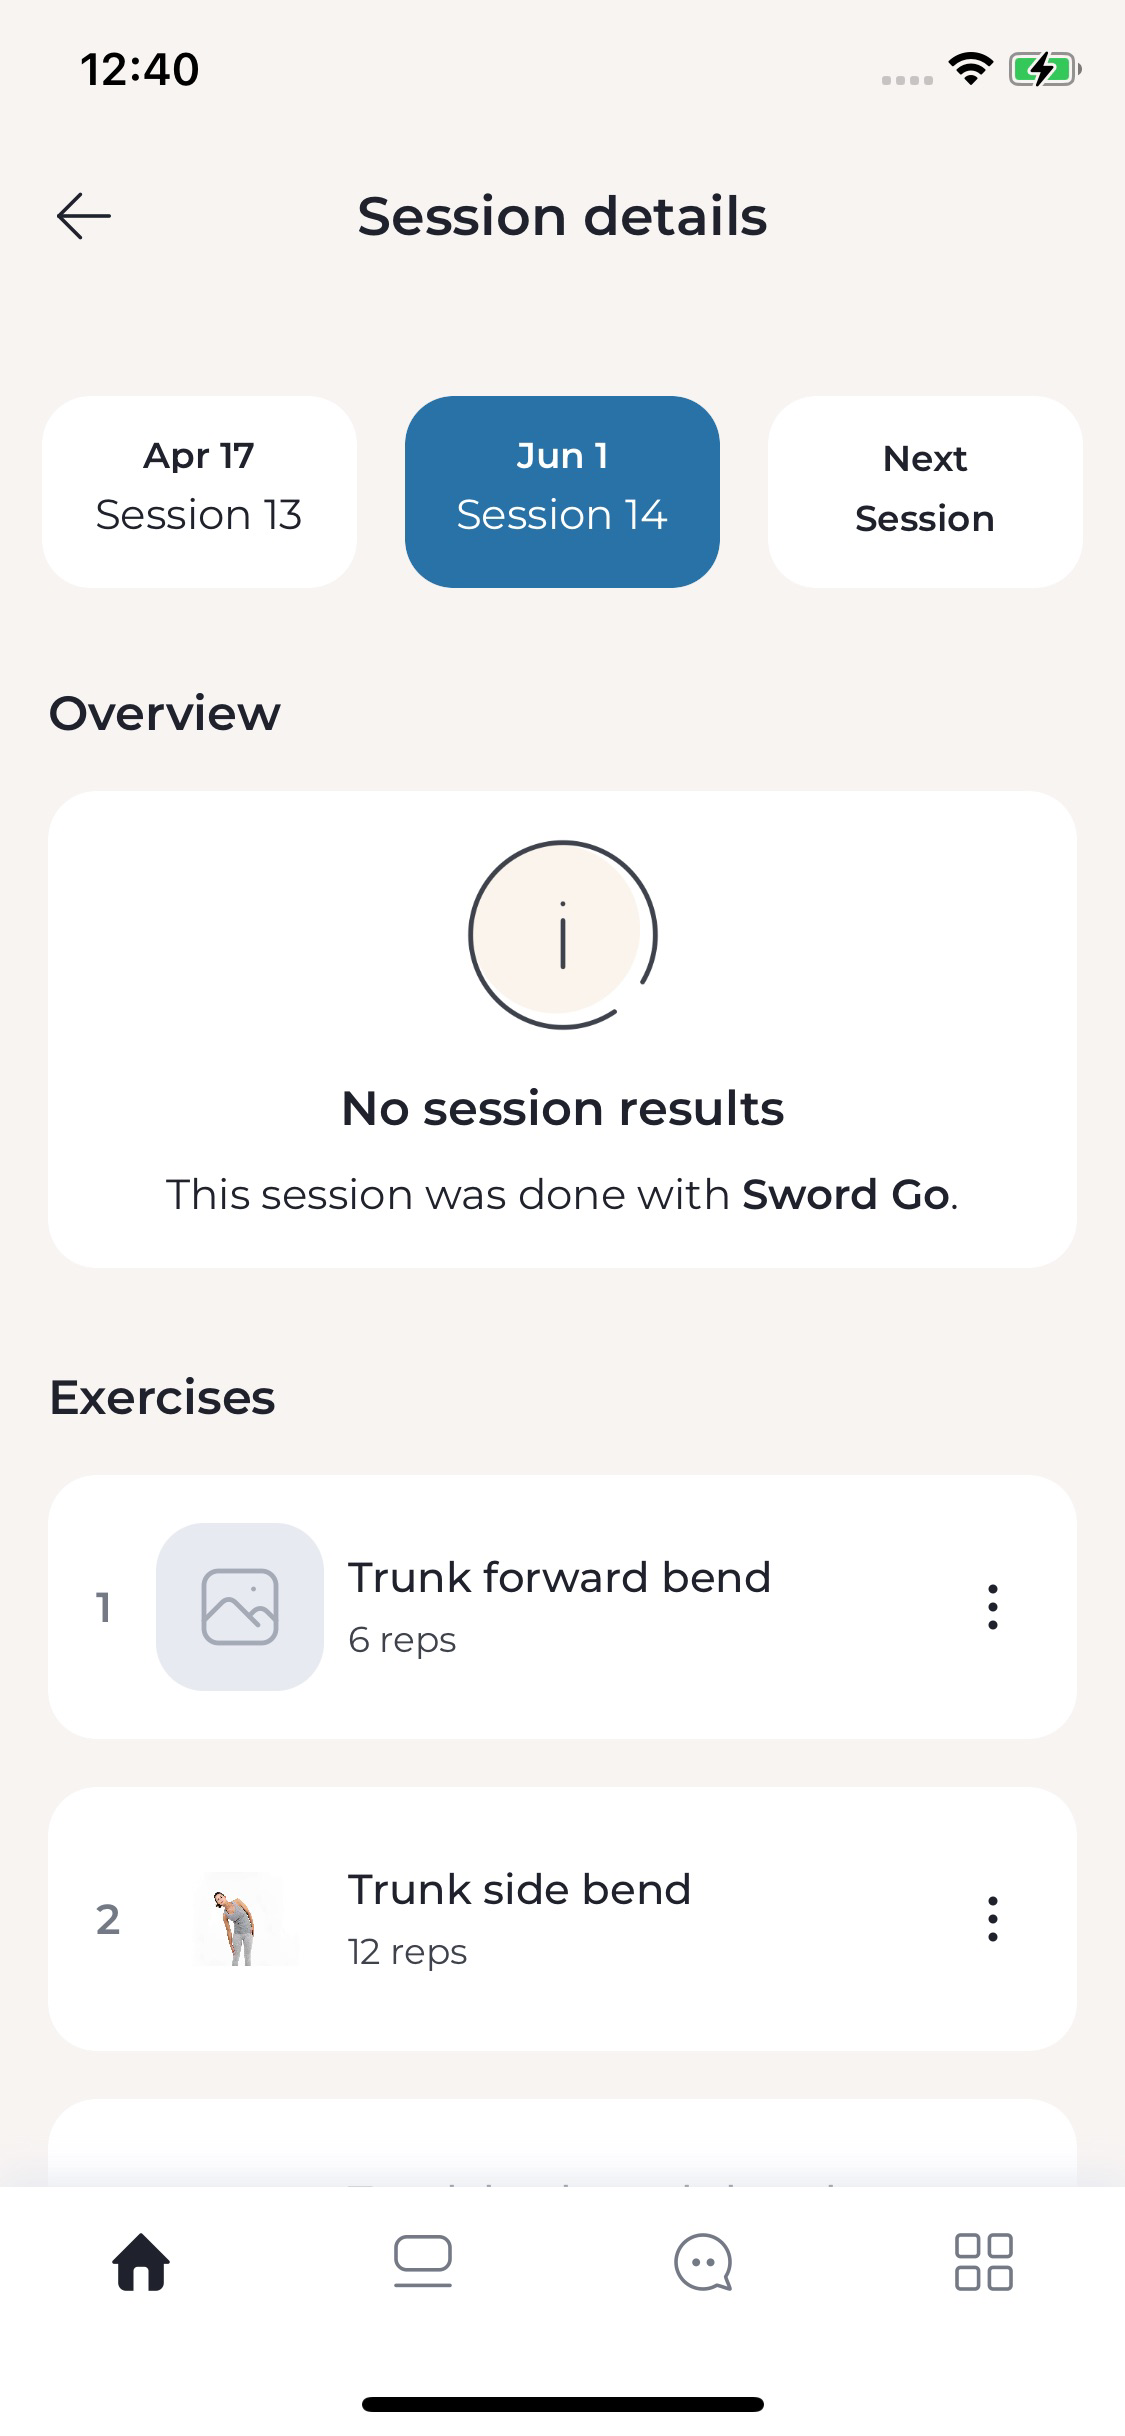 12:40
Session details
Apr 17
Session 13
Jun 1
Session 14
Next
Session
Overview
No session results
This session was done with Sword Go.
Exercises
1
Trunk forward bend
6 reps
2
Trunk side bend
12 reps